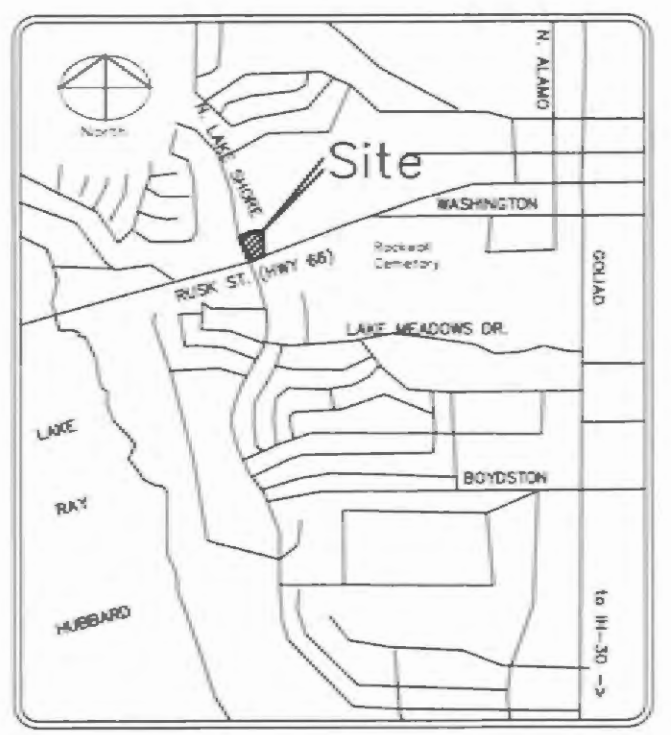 North
N. LAKE SHORE
Site
N. ALAMO
WASHINGTON
Rockwall
Cemetery
GOLIAD
RUSK ST. (HWY 66)
LAKE MEADOWS DR.
LAKE
RAY
HUBBARD
BOYDSTON
to IH-30 ->